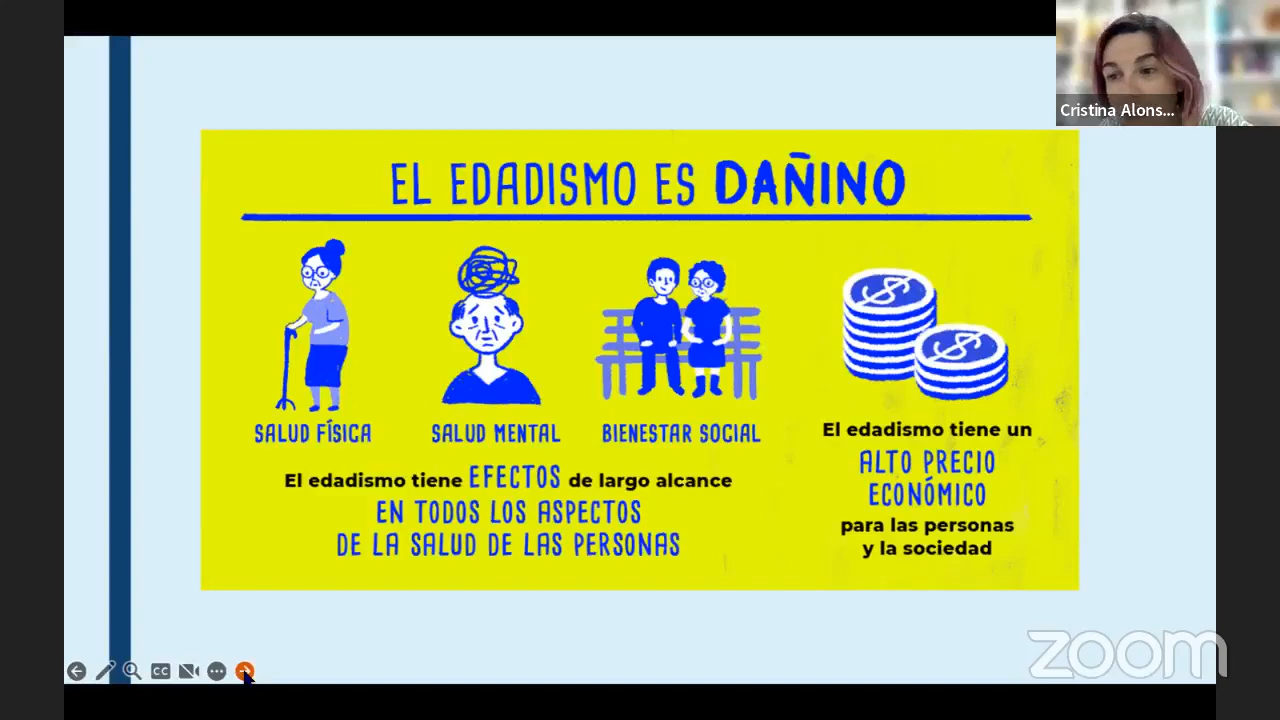 Cristina Alons...
EL EDADISMO ES DAÑINO
SALUD FÍSICA
SALUD MENTAL
BIENESTAR SOCIAL
El edadismo tiene EFECTOS de largo alcance
EN TODOS LOS ASPECTOS
DE LA SALUD DE LAS PERSONAS
El edadismo tiene un
ALTO PRECIO
ECONÓMICO
para las personas
y la sociedad
CC
zoom